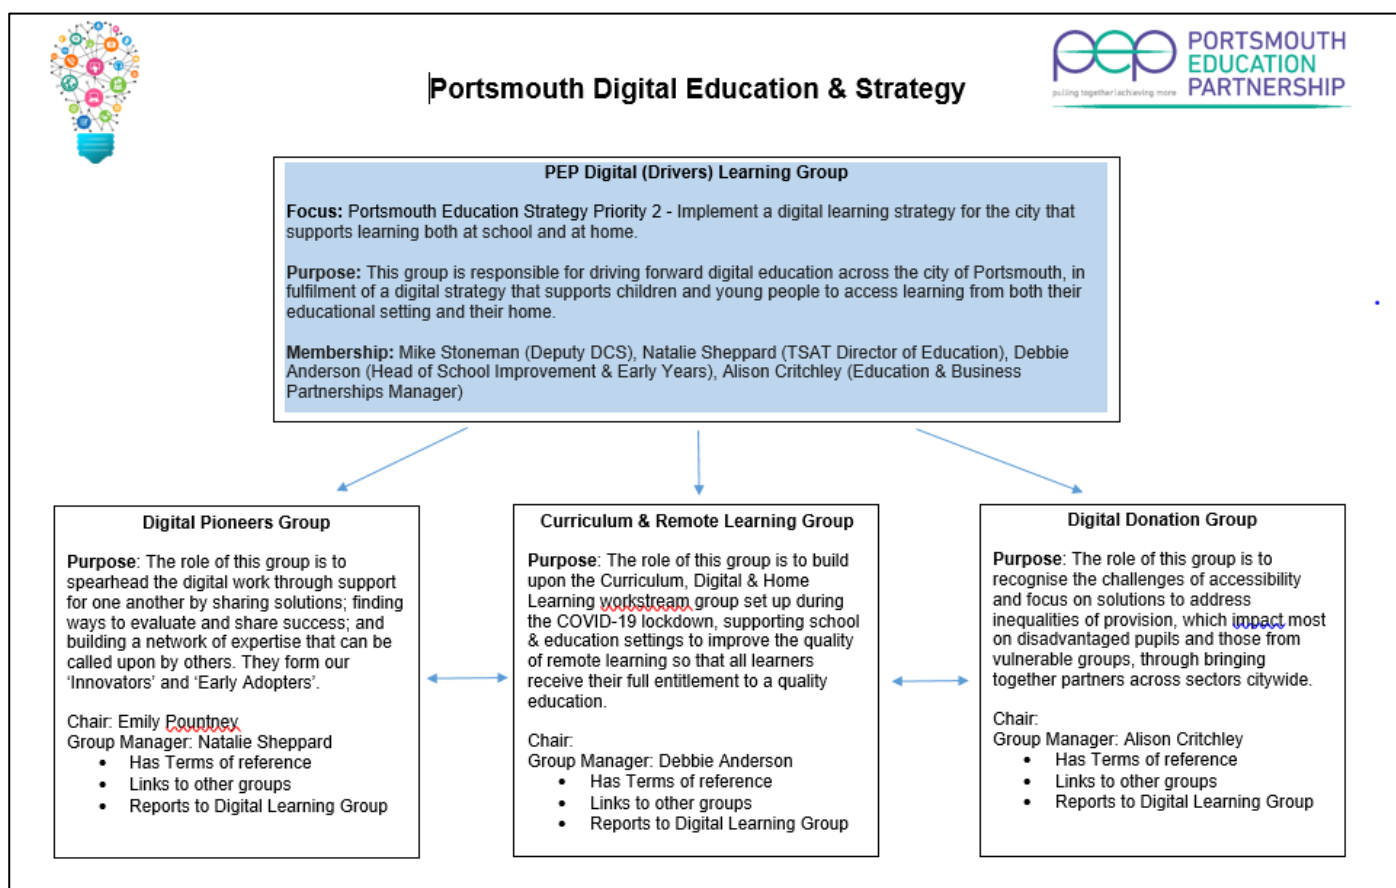 Portsmouth Digital Education & Strategy
pep
pulling together|achieving more
PORTSMOUTH
EDUCATION
PARTNERSHIP
PEP Digital (Drivers) Learning Group
Focus: Portsmouth Education Strategy Priority 2 - Implement a digital learning strategy for the city that
supports learning both at school and at home.
Purpose: This group is responsible for driving forward digital education across the city of Portsmouth, in
fulfilment of a digital strategy that supports children and young people to access learning from both their
educational setting and their home.
Membership: Mike Stoneman (Deputy DCS), Natalie Sheppard (TSAT Director of Education), Debbie
Anderson (Head of School Improvement & Early Years), Alison Critchley (Education & Business
Partnerships Manager)
Digital Pioneers Group
Purpose: The role of this group is to
spearhead the digital work through support
for one another by sharing solutions; finding
ways to evaluate and share success; and
building a network of expertise that can be
called upon by others. They form our
‘Innovators’ and ‘Early Adopters’.
Chair: Emily Pountney
Group Manager: Natalie Sheppard
• Has Terms of reference
• Links to other groups
• Reports to Digital Learning Group
Curriculum & Remote Learning Group
Purpose: The role of this group is to build
upon the Curriculum, Digital & Home
Learning workstream group set up during
the COVID-19 lockdown, supporting school
& education settings to improve the quality
of remote learning so that all learners
receive their full entitlement to a quality
education.
Chair:
Group Manager: Debbie Anderson
• Has Terms of reference
• Links to other groups
• Reports to Digital Learning Group
Digital Donation Group
Purpose: The role of this group is to
recognise the challenges of accessibility
and focus on solutions to address
inequalities of provision, which impact most
on disadvantaged pupils and those from
vulnerable groups, through bringing
together partners across sectors citywide.
Chair:
Group Manager: Alison Critchley
• Has Terms of reference
• Links to other groups
• Reports to Digital Learning Group